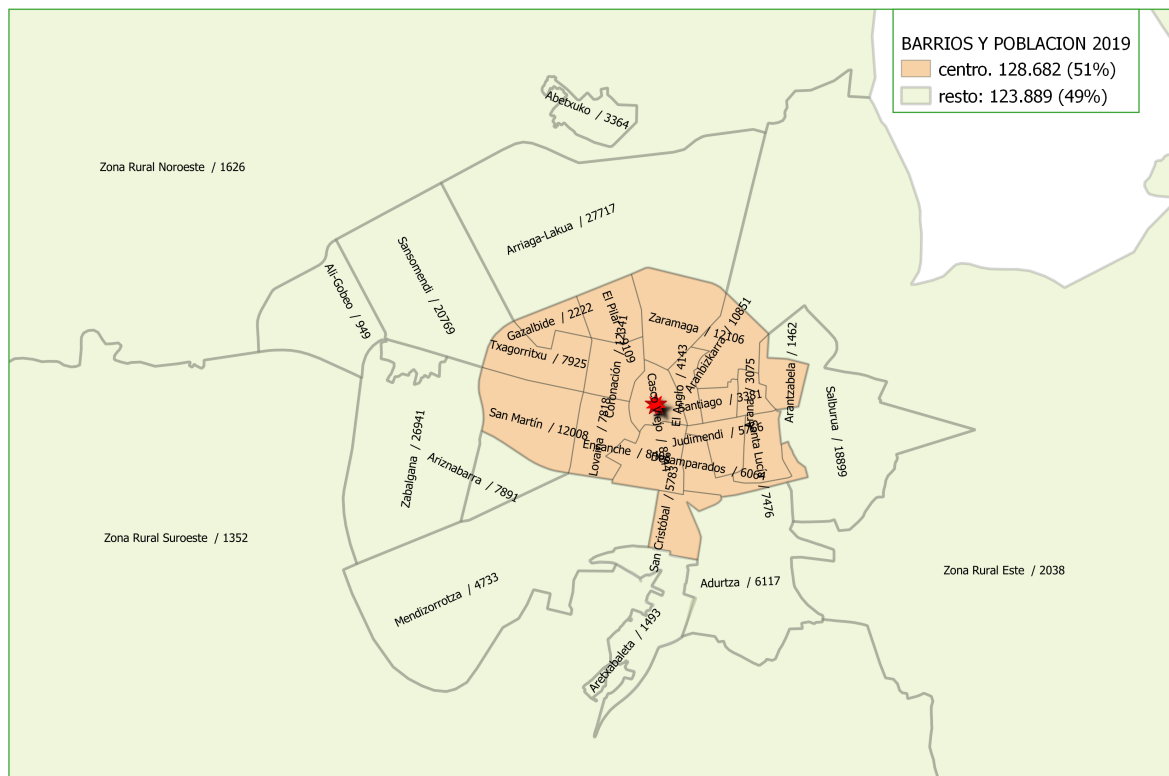 BARRIOS Y POBLACION 2019
centro. 128.682 (51%)
resto: 123.889 (49%)
Abetxuko / 3364
Zona Rural Noroeste / 1626
Arriaga-Lakua / 27717
Sansomendi / 20769
Ali-Gobeo / 949
Gazalbide / 2222
El Pilar / 9109
Zaramaga / 12106
Aranbizkarra / 10851
Txagorritxu / 7925
Coronación
El Anglo / 4143
/ 3075
Arantzabela / 1462
Salburua / 18899
Santiago / 3381
San Martín / 12008
Lovaina / 7818
Ensanche
Judimendi
Desamparados / 6064
Santa Lucía / 7476
Zabalgana / 26941
Ariznabarra / 7891
San Cristóbal / 5783
Zona Rural Suroeste / 1352
Mendizorrotza / 4733
Adurtza / 6117
Zona Rural Este / 2038
Aretxabaleta / 1493